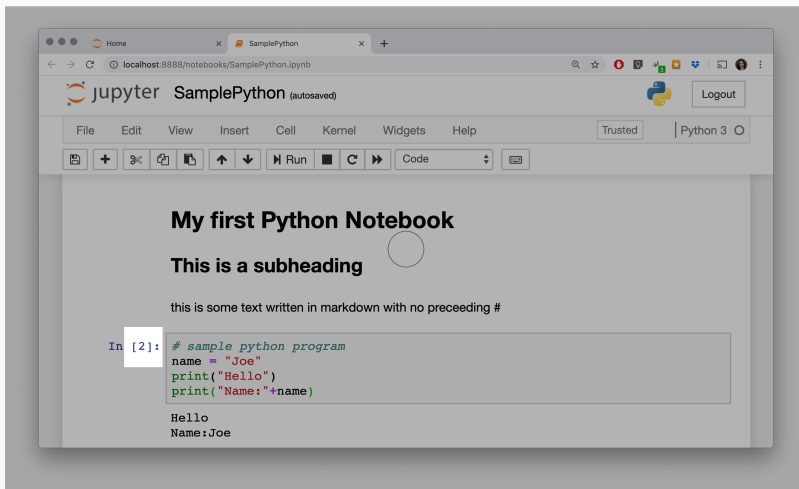 Home
SamplePython
localhost:8888/notebooks/SamplePython.ipynb
jupyter SamplePython (autosaved)
Logout
File Edit View Insert Cell Kernel Widgets Help
Trusted Python 3
Run Code
My first Python Notebook
This is a subheading
this is some text written in markdown with no preceeding #
In [2]: # sample python program
name = "Joe"
print("Hello")
print("Name:"+name)
Hello
Name:Joe